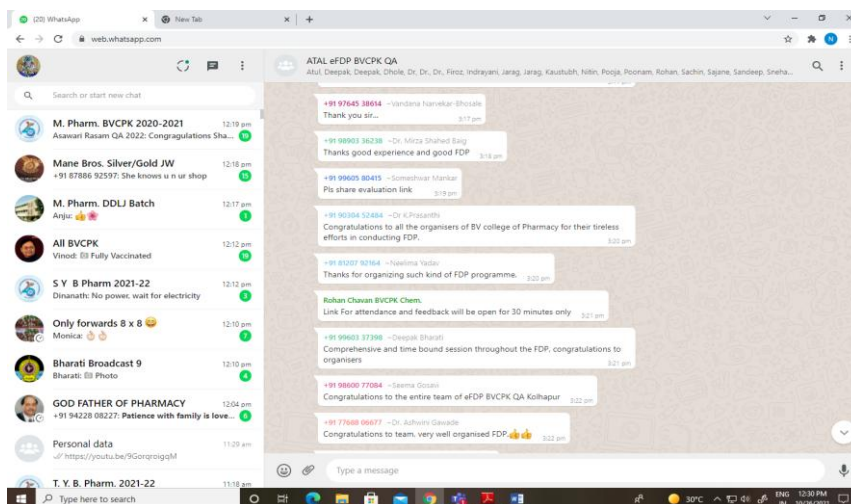 (20) WhatsApp
New Tab
web.whatsapp.com
N
Search or start new chat
M. Pharm. BVCPK 2020-2021 12:19 pm
Asawari Rasam QA 2022: Congragulations Sha... 19
Mane Bros. Silver/Gold JW 12:18 pm
+91 87886 92597: She knows u n ur shop 15
M. Pharm. DDLJ Batch 12:17 pm
Anju: 👍🌸 1
All BVCPK 12:12 pm
Vinod: Fully Vaccinated 19
S Y B Pharm 2021-22 12:12 pm
Dinanath: No power, wait for electricity 3
Only forwards 8 x 8 😄 12:10 pm
Monica: 👌👌 7
Bharati Broadcast 9 12:10 pm
Bharati: Photo 4
GOD FATHER OF PHARMACY 12:04 pm
+91 94228 08227: Patience with family is love... 6
Personal data 11:29 am
https://youtu.be/9GorqroigqM
T. Y. B. Pharm. 2021-22 11:18 am
ATAL eFDP BVCPK QA
Atul, Deepak, Deepak, Dhole, Dr, Dr., Dr., Firoz, Indrayani, Jarag, Jarag, Kaustubh, Nitin, Pooja, Poonam, Rohan, Sachin, Sajane, Sandeep, Sneha...
+91 97645 38614 ~Vandana Narvekar-Bhosale
Thank you sir... 3:17 pm
+91 98903 36238 ~Dr. Mirza Shahed Baig
Thanks good experience and good FDP 3:18 pm
+91 99605 80415 ~Someshwar Mankar
Pls share evaluation link 3:19 pm
+91 90384 52484 ~Dr K.Prasanthi
Congratulations to all the organisers of BV college of Pharmacy for their tireless
efforts in conducting FDP. 3:20 pm
+91 81207 92164 ~Neelima Yadav
Thanks for organizing such kind of FDP programme. 3:20 pm
Rohan Chavan BVCPK Chem.
Link For attendance and feedback will be open for 30 minutes only 3:21 pm
+91 99603 37398 ~Deepak Bharati
Comprehensive and time bound session throughout the FDP, congratulations to
organisers 3:21 pm
+91 98600 77084 ~Seema Gosavi
Congratulations to the entire team of eFDP BVCPK QA Kolhapur 3:22 pm
+91 77688 06677 ~Dr. Ashwini Gawade
Congratulations to team, very well organised FDP👍👍 3:22 pm
Type a message
Type here to search
30°C
ENG 12:30 PM
IN 10/26/2021